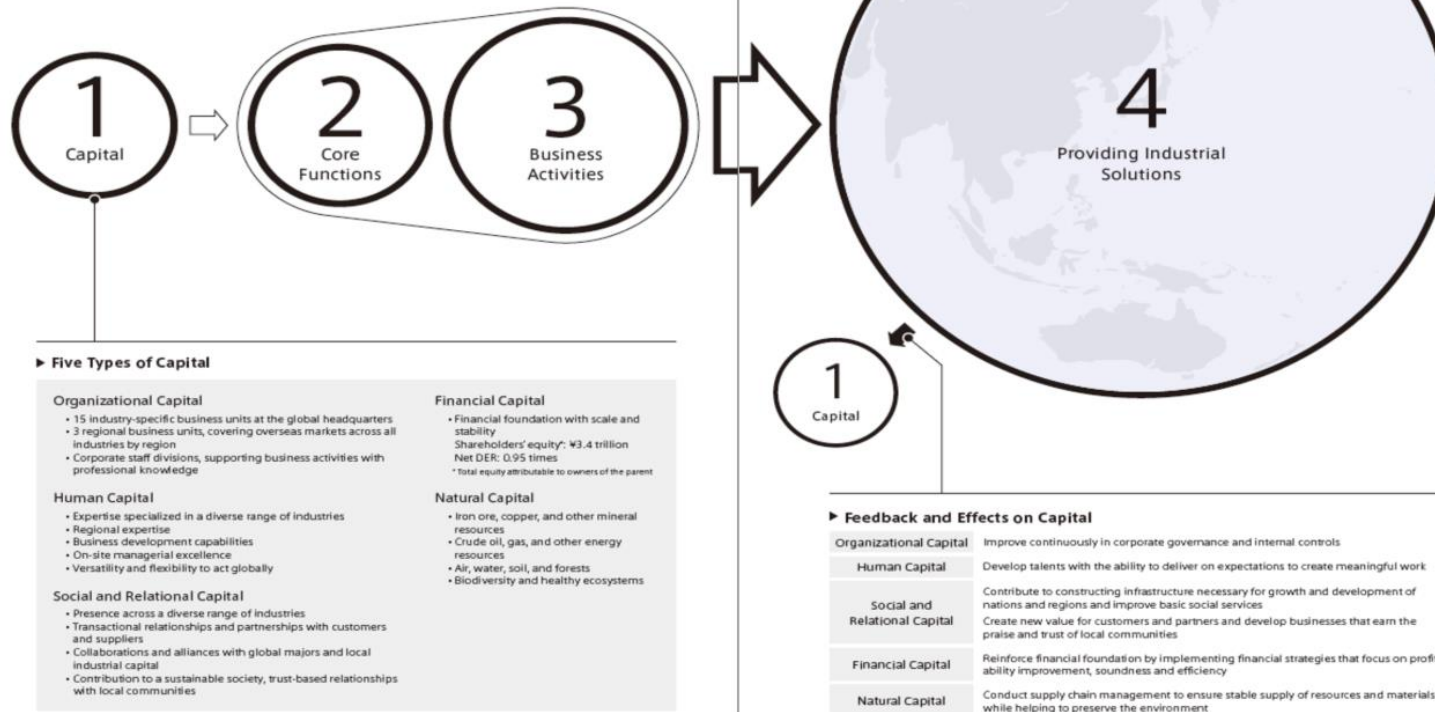 1
Capital
2
Core
Functions
3
Business
Activities
4
Providing Industrial
Solutions
▶ Five Types of Capital
Organizational Capital
• 15 industry-specific business units at the global headquarters
• 3 regional business units, covering overseas markets across all
industries by region
• Corporate staff divisions, supporting business activities with
professional knowledge
Human Capital
• Expertise specialized in a diverse range of industries
• Regional expertise
• Business development capabilities
• On-site managerial excellence
• Versatility and flexibility to act globally
Social and Relational Capital
• Presence across a diverse range of industries
• Transactional relationships and partnerships with customers
and suppliers
• Collaborations and alliances with global majors and local
industrial capital
• Contribution to a sustainable society, trust-based relationships
with local communities
Financial Capital
• Financial foundation with scale and
stability
Shareholders' equity*: ¥3.4 trillion
Net DER: 0.95 times
* Total equity attributable to owners of the parent
Natural Capital
• Iron ore, copper, and other mineral
resources
• Crude oil, gas, and other energy
resources
• Air, water, soil, and forests
• Biodiversity and healthy ecosystems
1
Capital
▶ Feedback and Effects on Capital
Organizational Capital Improve continuously in corporate governance and internal controls
Human Capital Develop talents with the ability to deliver on expectations to create meaningful work
Social and
Relational Capital
Contribute to constructing infrastructure necessary for growth and development of
nations and regions and improve basic social services
Create new value for customers and partners and develop businesses that earn the
praise and trust of local communities
Financial Capital
Reinforce financial foundation by implementing financial strategies that focus on profit
ability improvement, soundness and efficiency
Natural Capital
Conduct supply chain management to ensure stable supply of resources and materials
while helping to preserve the environment